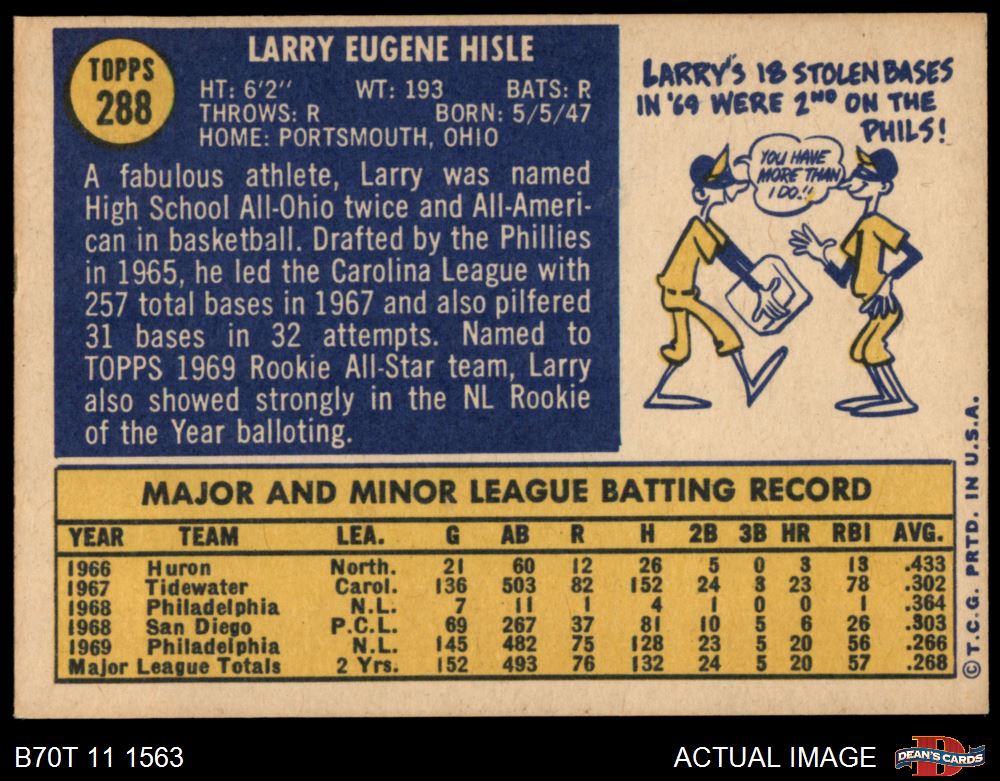 TOPPS
288
LARRY EUGENE HISLE
HT: 6'2" WT: 193 BATS: R
THROWS: R BORN: 5/5/47
HOME: PORTSMOUTH, OHIO
A fabulous athlete, Larry was named
High School All-Ohio twice and All-Ameri-
can in basketball. Drafted by the Phillies
in 1965, he led the Carolina League with
257 total bases in 1967 and also pilfered
31 bases in 32 attempts. Named to
TOPPS 1969 Rookie All-Star team, Larry
also showed strongly in the NL Rookie
of the Year balloting.
LARRY'S 18 STOLEN BASES
IN '69 WERE 2ND ON THE
PHILS!
YOU HAVE
MORE THAN
I DO!!
MAJOR AND MINOR LEAGUE BATTING RECORD
YEAR TEAM LEA. G AB R H 2B 3B HR RBI AVG.
1966 Huron North. 21 60 12 26 5 0 3 13 .433
1967 Tidewater Carol. 136 503 82 152 24 3 23 78 .302
1968 Philadelphia N.L. 7 11 1 4 1 0 0 1 .364
1968 San Diego P.C.L. 69 267 37 81 10 5 6 26 .303
1969 Philadelphia N.L. 145 482 75 128 23 5 20 56 .266
Major League Totals 2 Yrs. 152 493 76 132 24 5 20 57 .268
© T.C.G. PRTD. IN U.S.A.
B70T 11 1563
ACTUAL IMAGE
D
DEAN'S CARDS